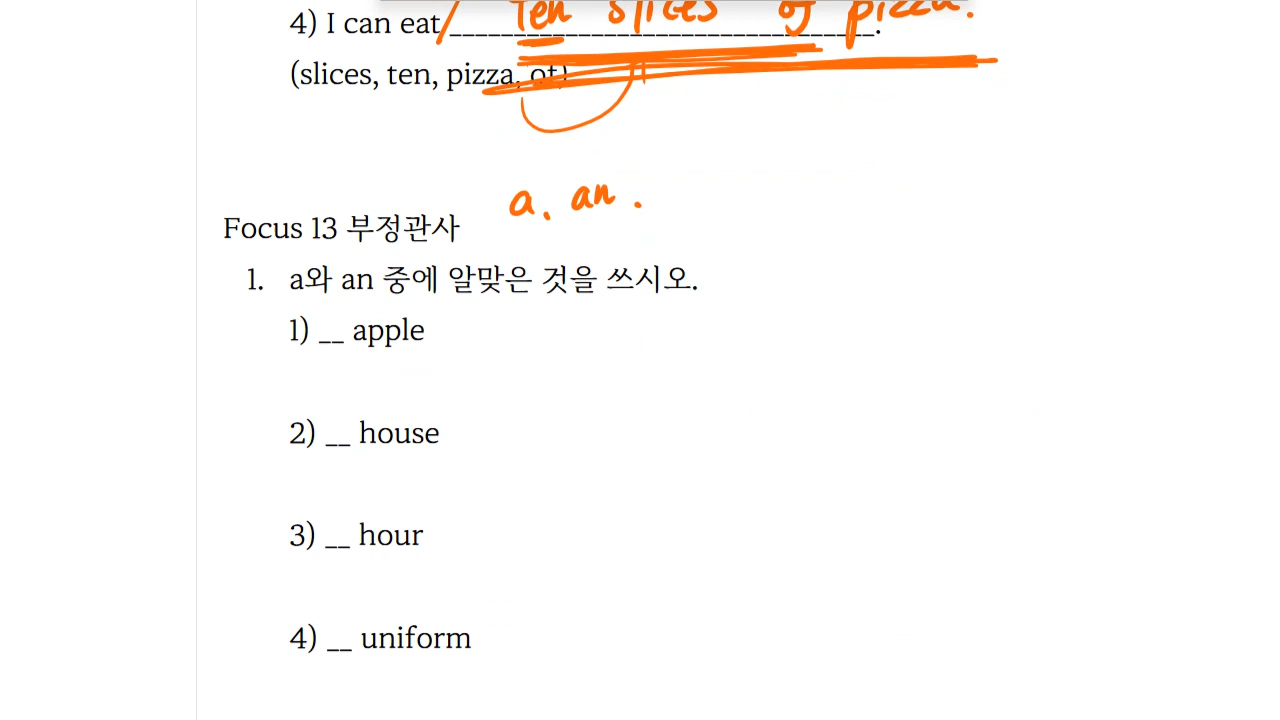 ten slices of pizza.
4) I can eat ________________________________.
(slices, ten, pizza, of)
a, an.
Focus 13 부정관사
1. a와 an 중에 알맞은 것을 쓰시오.
1) __ apple
2) __ house
3) __ hour
4) __ uniform